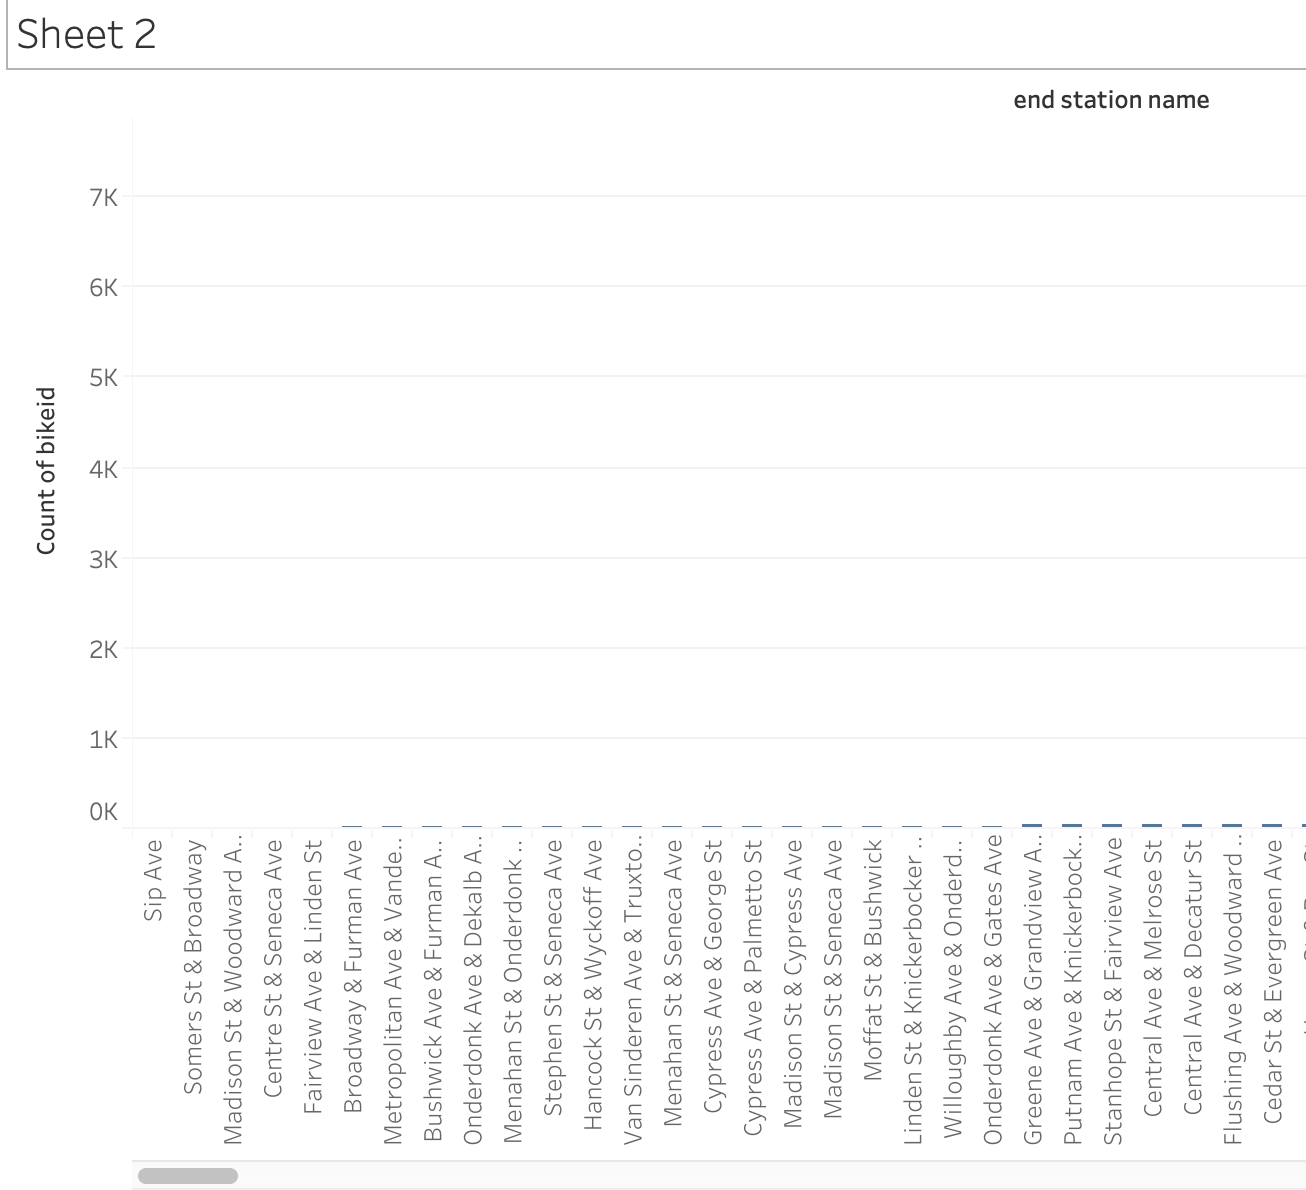 Sheet 2
end station name
7K
6K
5K
4K
3K
2K
1K
0K
Count of bikeid
Sip Ave
Somers St & Broadway
Madison St & Woodward A..
Centre St & Seneca Ave
Fairview Ave & Linden St
Broadway & Furman Ave
Metropolitan Ave & Vande..
Bushwick Ave & Furman A..
Onderdonk Ave & Dekalb A..
Menahan St & Onderdonk ..
Stephen St & Seneca Ave
Hancock St & Wyckoff Ave
Van Sinderen Ave & Truxto..
Menahan St & Seneca Ave
Cypress Ave & George St
Cypress Ave & Palmetto St
Madison St & Cypress Ave
Madison St & Seneca Ave
Moffat St & Bushwick
Linden St & Knickerbocker ..
Willoughby Ave & Onderd..
Onderdonk Ave & Gates Ave
Greene Ave & Grandview A..
Putnam Ave & Knickerbock..
Stanhope St & Fairview Ave
Central Ave & Melrose St
Central Ave & Decatur St
Flushing Ave & Woodward ..
Cedar St & Evergreen Ave